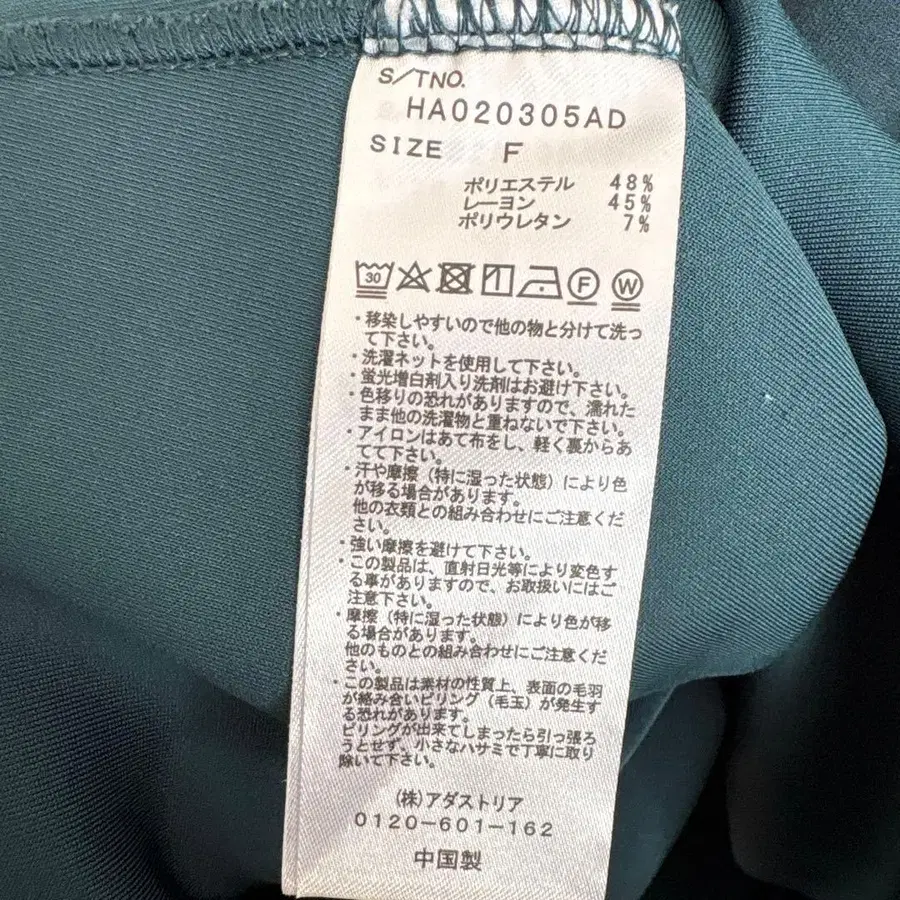 S/TNO.
HA020305AD
SIZE F
ポリエステル 48%
レーヨン 45%
ポリウレタン 7%
30 F W
・移染しやすいので他の物と分けて洗っ
て下さい。
・洗濯ネットを使用して下さい。
・蛍光増白剤入り洗剤はお避け下さい。
・色移りの恐れがありますので、濡れた
まま他の洗濯物と重ねないで下さい。
・アイロンはあて布をし、軽く裏からあ
てて下さい。
・汗や摩擦（特に湿った状態）により色
が移る場合があります。
他の衣類との組み合わせにご注意くだ
さい。
・強い摩擦を避けて下さい。
・この製品は、直射日光等により変色す
る事がありますので、お取扱いにはご
注意下さい。
・摩擦（特に湿った状態）により色が移
る場合があります。
他のものとの組み合わせにご注意くだ
さい。
・この製品は素材の性質上、表面の毛羽
が絡み合いピリング（毛玉）が発生す
る恐れがあります。
ピリングが出来てしまったら引っ張ろ
うとせず、小さなハサミで丁寧に取り
除いて下さい。
(株)アダストリア
0120-601-162
中国製